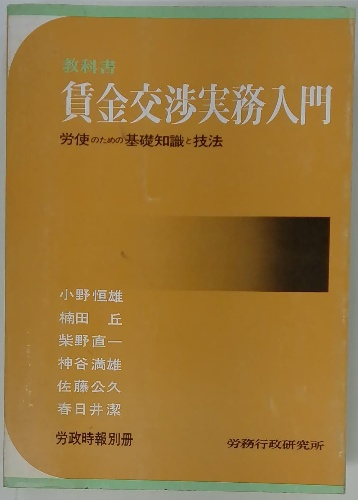 教科書
賃金交渉実務入門
労使のための基礎知識と技法
小野恒雄
楠田 丘
柴野直一
神谷満雄
佐藤公久
春日井潔
労政時報別冊
労務行政研究所